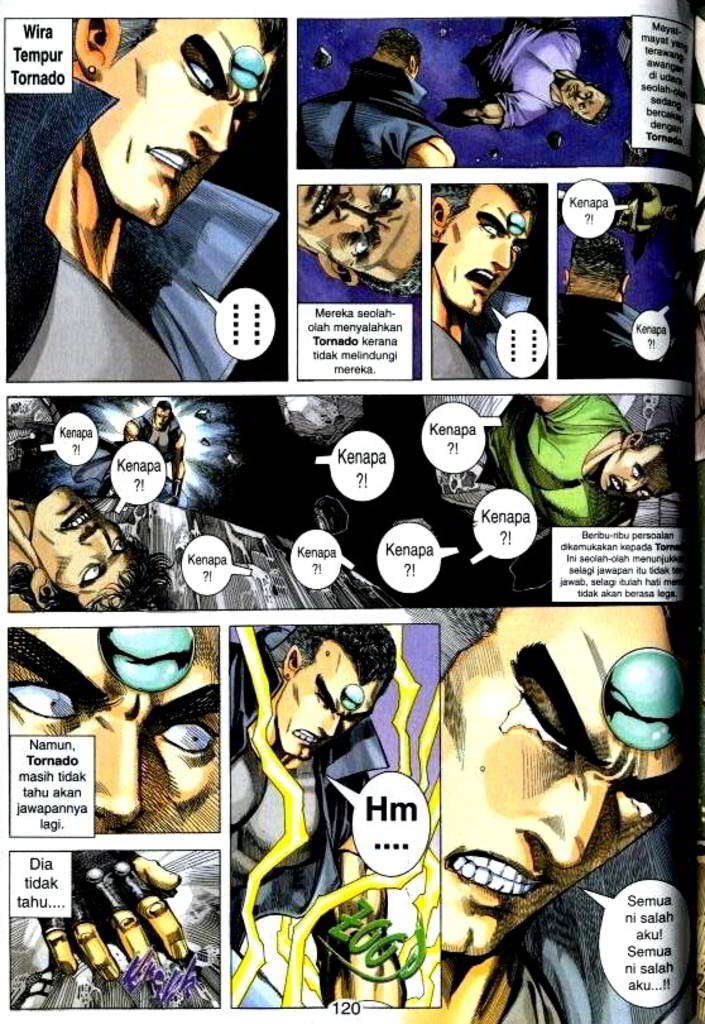 Wira
Tempur
Tornado
Mayat-
mayat yang
terawang-
awangan
di udara
seolah-olah
sedang
bercakap
dengan
Tornado.
Mereka seolah-
olah menyalahkan
Tornado kerana
tidak melindungi
mereka.
Kenapa
?!
Kenapa
?!
Kenapa
?!
Kenapa
?!
Kenapa
?!
Kenapa
?!
Kenapa
?!
Kenapa
?!
Kenapa
?!
Kenapa
?!
Beribu-ribu persoalan
dikemukakan kepada
Ini seolah-olah
selagi jawapan itu tidak
jawab, selagi itulah hati
tidak akan berasa lega.
Namun,
Tornado
masih tidak
tahu akan
jawapannya
lagi.
Dia
tidak
tahu....
Hm
....
Semua
ni salah
aku!
Semua
ni salah
aku...!!
120